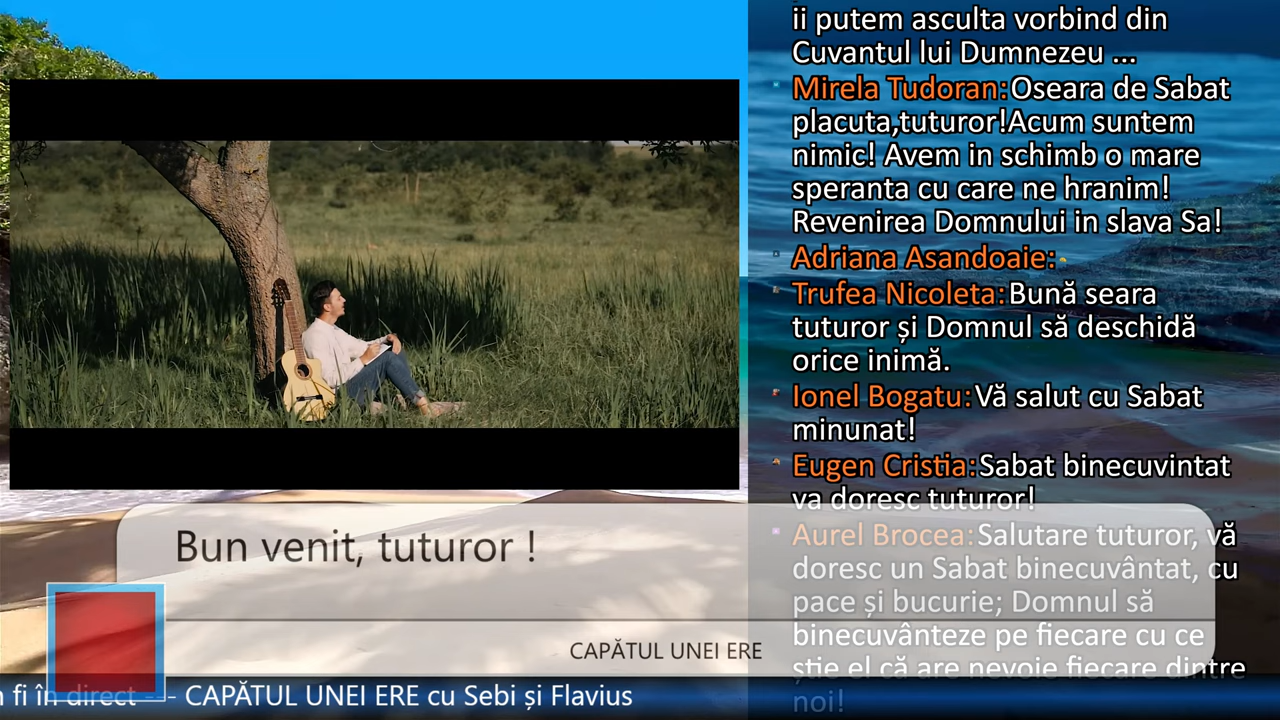 ii putem asculta vorbind din
Cuvantul lui Dumnezeu ...
Mirela Tudoran: Oseara de Sabat
placuta,tuturor!Acum suntem
nimic! Avem in schimb o mare
speranta cu care ne hranim!
Revenirea Domnului in slava Sa!
Adriana Asandoaie:
Trufea Nicoleta: Bună seara
tuturor și Domnul să deschidă
orice inimă.
Ionel Bogatu: Vă salut cu Sabat
minunat!
Eugen Cristia: Sabat binecuvintat
va doresc tuturor!
Aurel Brocea: Salutare tuturor, vă
doresc un Sabat binecuvântat, cu
pace și bucurie; Domnul să
binecuvânteze pe fiecare cu ce
știe el că are nevoie fiecare dintre
noi!
Bun venit, tuturor !
CAPĂTUL UNEI ERE
fi în direct --- CAPĂTUL UNEI ERE cu Sebi și Flavius